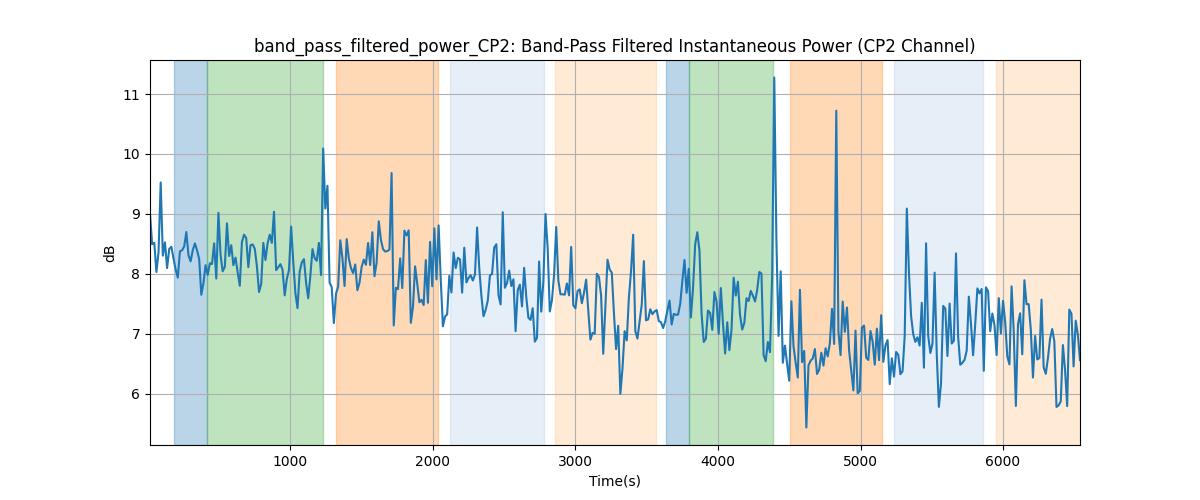 band_pass_filtered_power_CP2: Band-Pass Filtered Instantaneous Power (CP2 Channel)
11
10
9
8
7
6
dB
1000 2000 3000 4000 5000 6000
Time(s)